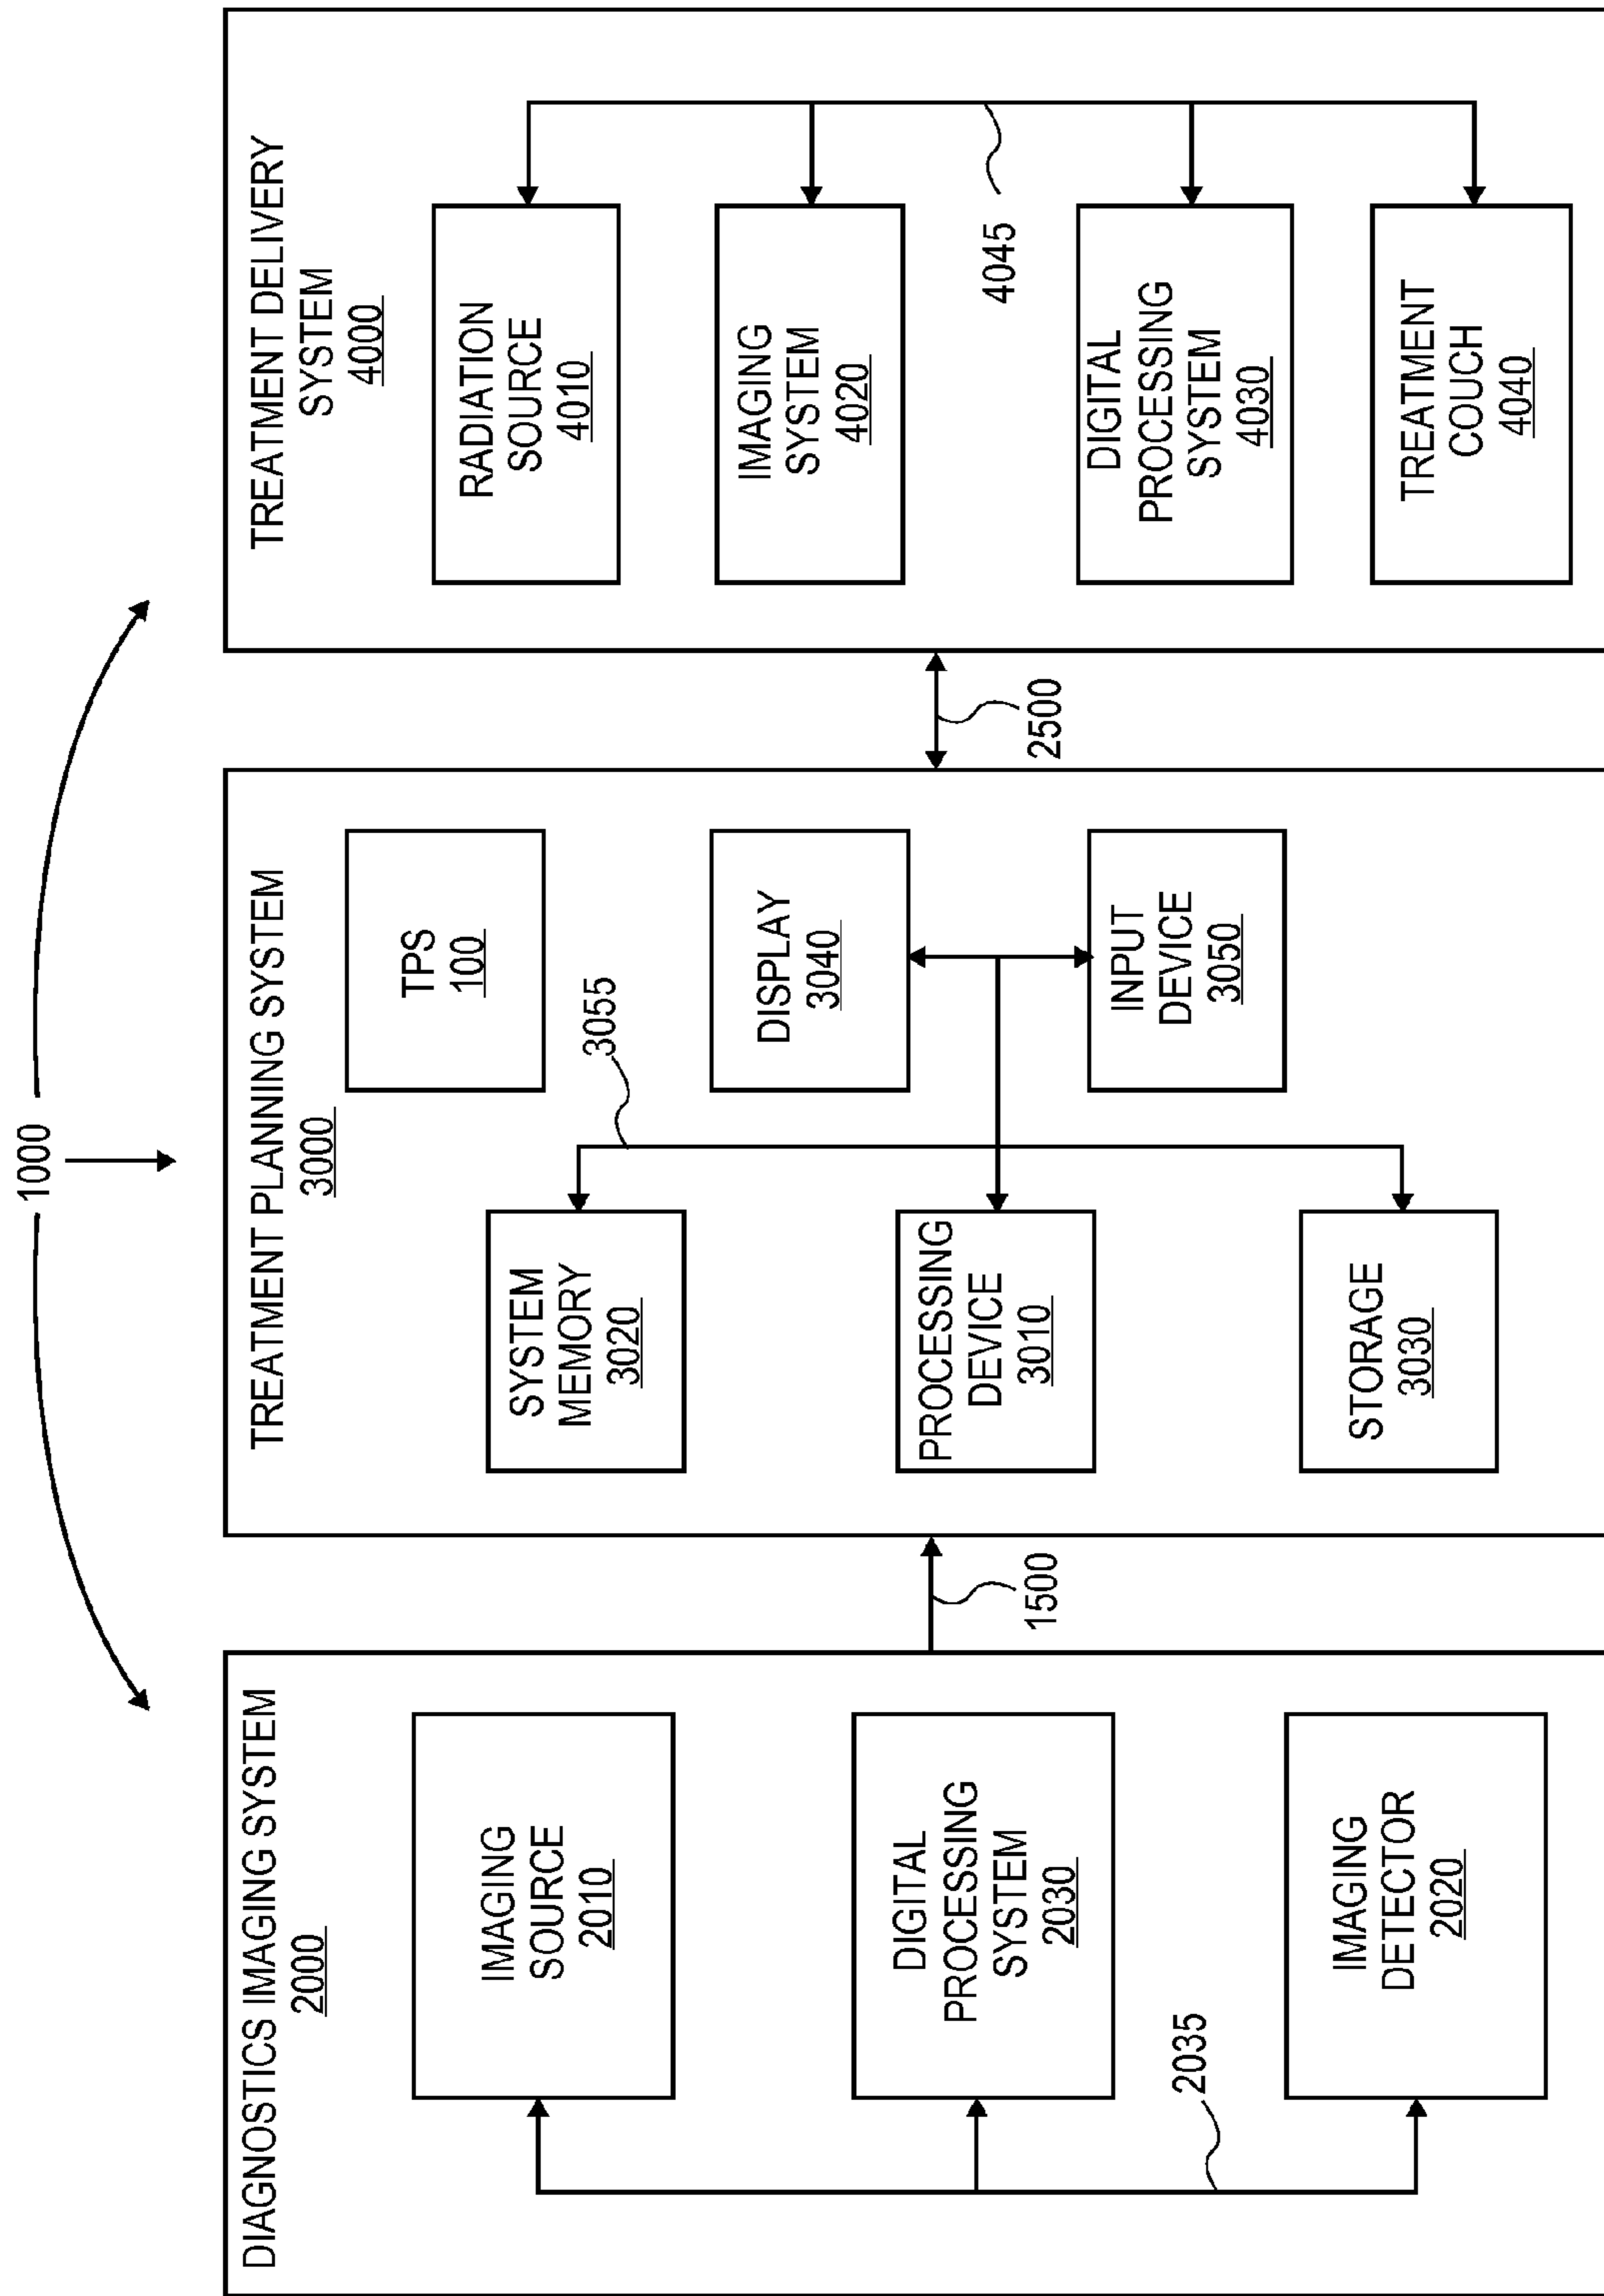 1000
DIAGNOSTICS IMAGING SYSTEM
2000
IMAGING
SOURCE
2010
DIGITAL
PROCESSING
SYSTEM
2030
IMAGING
DETECTOR
2020
2035
1500
TREATMENT PLANNING SYSTEM
3000
TPS
100
3055
SYSTEM
MEMORY
3020
DISPLAY
3040
PROCESSING
DEVICE
3010
INPUT
DEVICE
3050
STORAGE
3030
2500
TREATMENT DELIVERY
SYSTEM
4000
RADIATION
SOURCE
4010
IMAGING
SYSTEM
4020
4045
DIGITAL
PROCESSING
SYSTEM
4030
TREATMENT
COUCH
4040